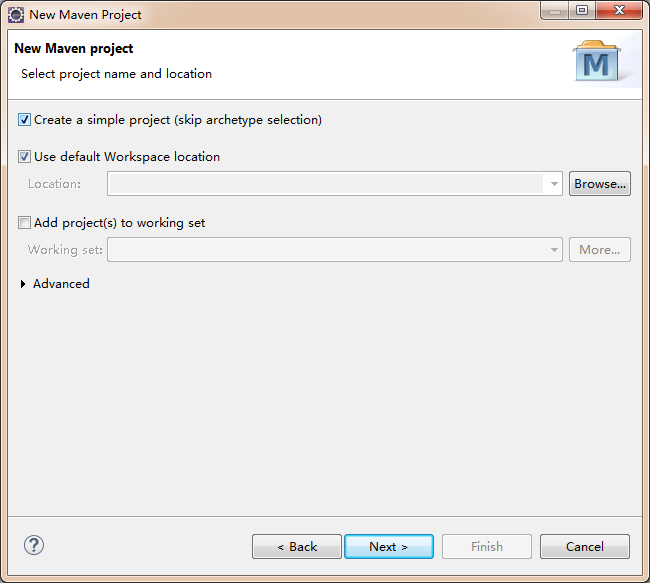 New Maven Project
New Maven project
Select project name and location
M
Create a simple project (skip archetype selection)
Use default Workspace location
Location:
Browse...
Add project(s) to working set
Working set:
More...
Advanced
?
< Back
Next >
Finish
Cancel